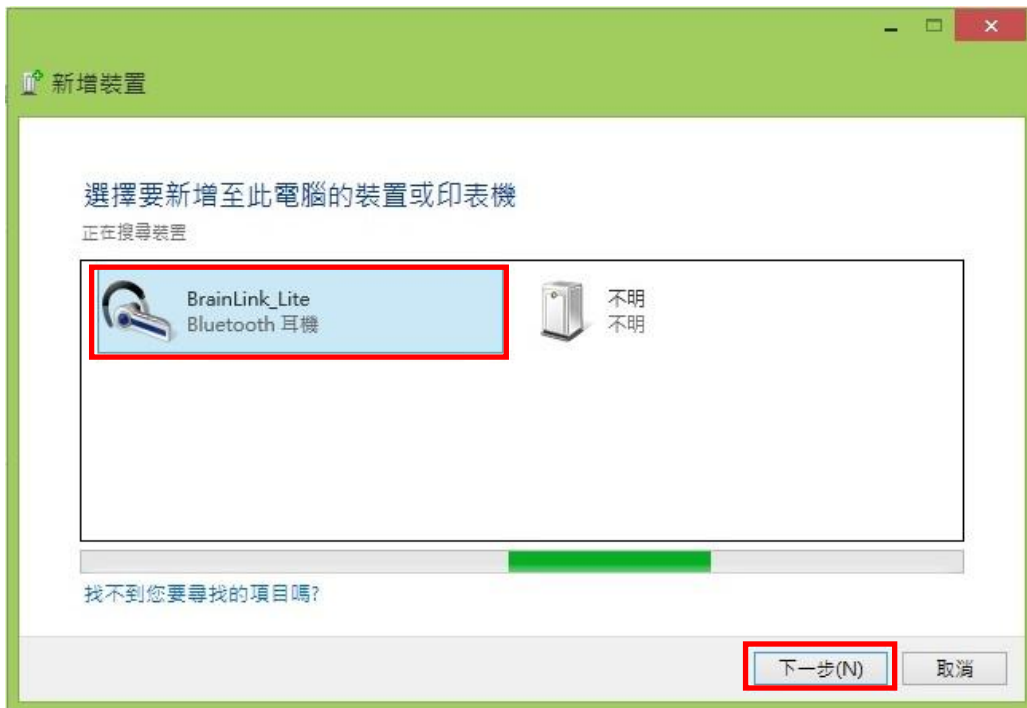 新增裝置
選擇要新增至此電腦的裝置或印表機
正在搜尋裝置
BrainLink_Lite
Bluetooth 耳機
不明
不明
找不到您要尋找的項目嗎?
下一步(N)
取消